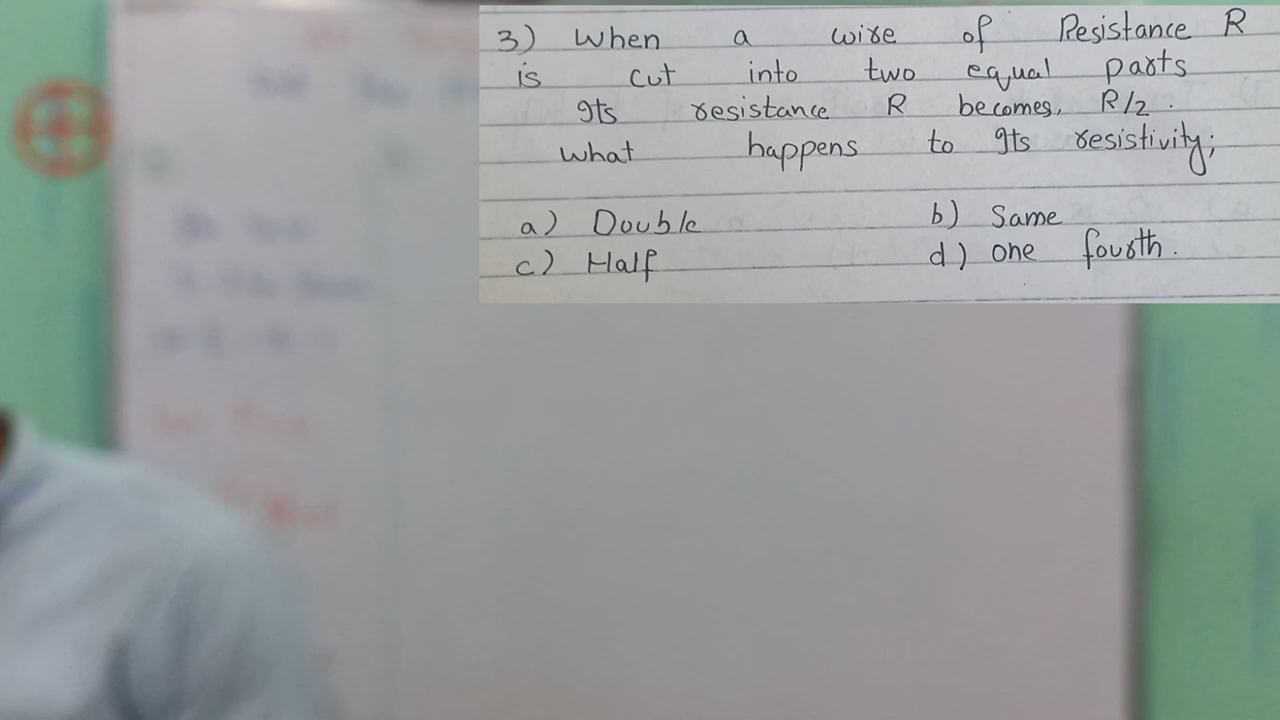 3) When a wire of Resistance R
is cut into two equal parts
Its resistance R becomes, R/2.
What happens to Its resistivity;
a) Double b) Same
c) Half d) one fourth.